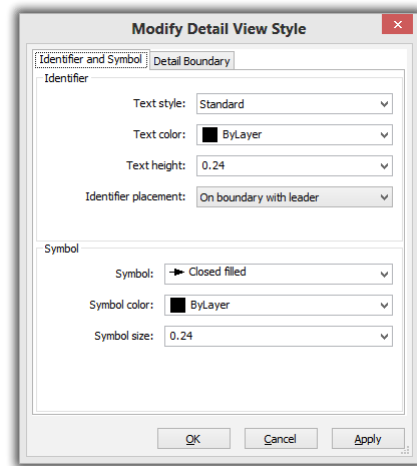 Modify Detail View Style
Identifier and Symbol Detail Boundary
Identifier
Text style: Standard
Text color: ByLayer
Text height: 0.24
Identifier placement: On boundary with leader
Symbol
Symbol: Closed filled
Symbol color: ByLayer
Symbol size: 0.24
OK Cancel Apply